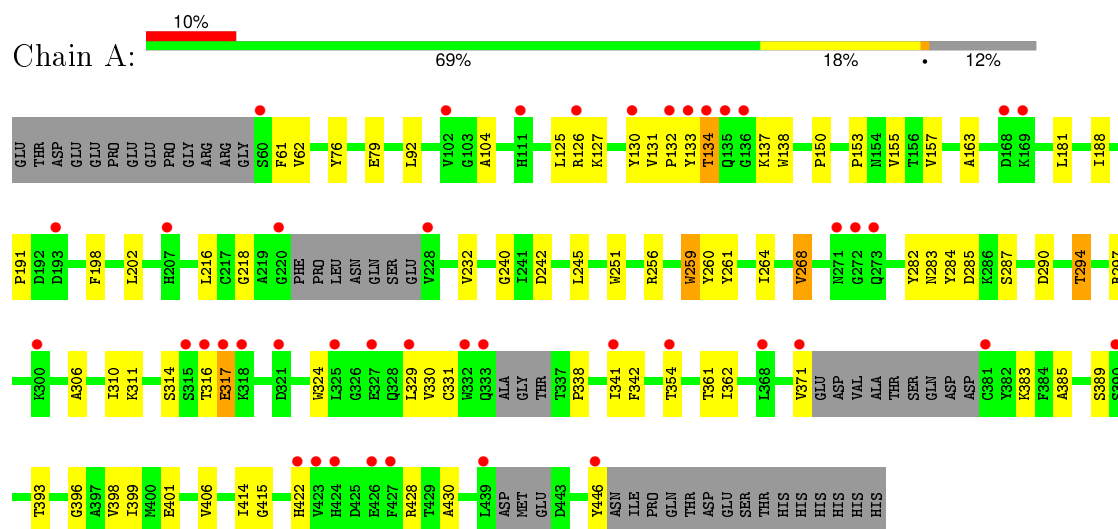 10%
Chain A:
69% 18% • 12%
GLU THR ASP GLU GLU PRO GLU GLU PRO GLY ARG ARG GLY S60 F61 V62 Y76 E79 L92 V102 G103 A104 H111 L125 R126 K127 Y130 V131 P132 Y133 T134 Q135 G136 K137 W138 P150 P153 N154 V155 T156 V157 A163 D168 K169 L181 I188
P191 D192 D193 F198 L202 H207 L216 C217 G218 A219 G220 PHE PRO LEU ASN GLN SER GLU V228 V232 G240 I241 D242 L245 W251 R256 W259 Y260 Y261 I264 V268 N271 G272 Q273 Y282 N283 Y284 D285 K286 S287 D290 T294
K300 A306 I310 K311 S314 S315 T316 E317 K318 D321 W324 L325 G326 E327 Q328 L329 V330 C331 W332 Q333 ALA GLY THR T337 P338 I341 F342 T354 T361 I362 L368 V371 GLU ASP VAL ALA THR SER GLN ASP ASP C381 Y382 K383 F384 A385 S389
T393 G396 A397 V398 I399 M400 E401 V406 I414 G415 H422 V423 H424 D425 E426 F427 R428 T429 A430 L439 ASP MET GLU D443 Y446 ASN ILE PRO GLN THR ASP GLU SER THR HIS HIS HIS HIS HIS HIS